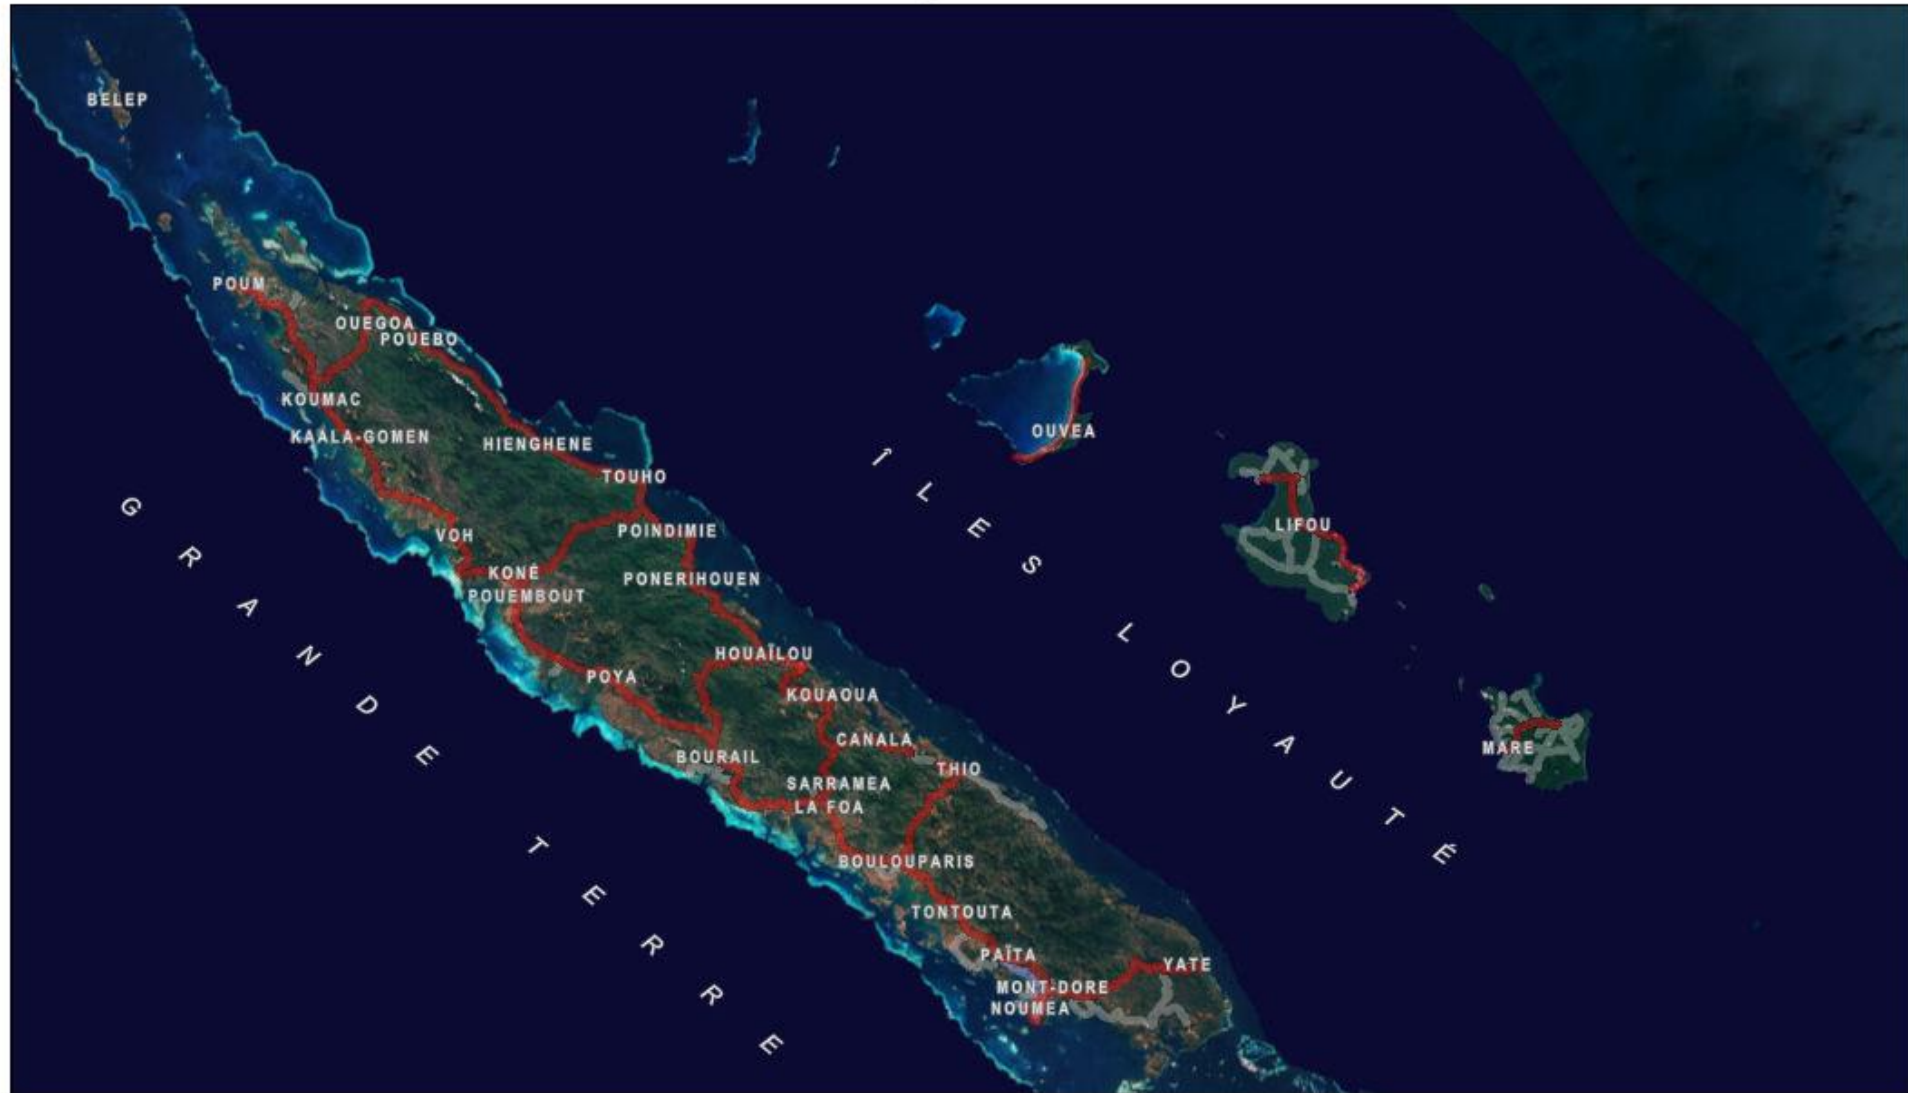 BELEP
POUM
OUEGOA
POUEBO
KOUMAC
KAALA-GOMEN
HIENGHENE
TOUHO
VOH
POINDIMIE
KONÉ
PONERIHOUEN
POUEMBOUT
HOUAÏLOU
POYA
KOUAOUA
CANALA
BOURAIL
THIO
SARRAMEA
LA FOA
BOULOUPARIS
TONTOUTA
PAÏTA
YATE
MONT-DORE
NOUMEA
OUVEA
LIFOU
MARE
GRANDE TERRE
ÎLES LOYAUTÉ